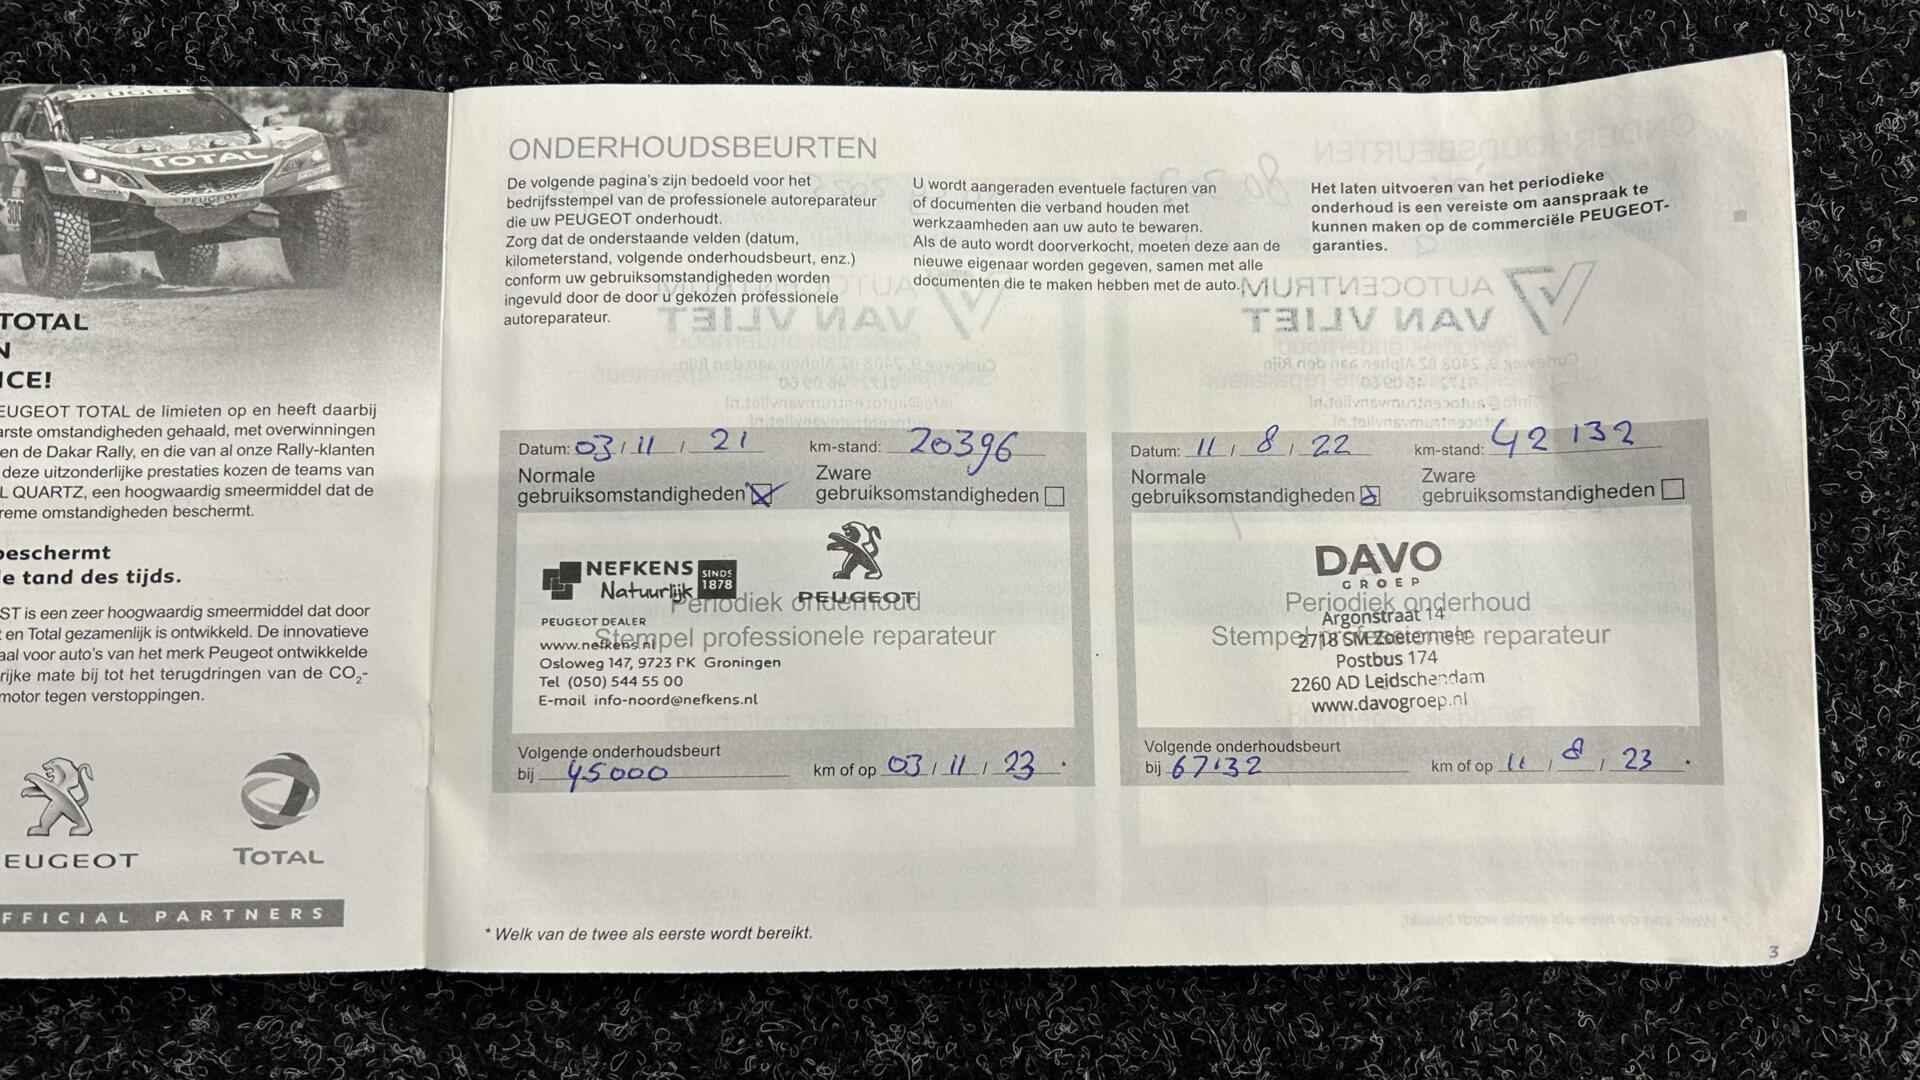 PEUGEOT
TOTAL
PEUGEOT
TOTAL
N
ICE!
EUGEOT TOTAL de limieten op en heeft daarbij
arste omstandigheden gehaald, met overwinningen
en de Dakar Rally, en die van al onze Rally-klanten
deze uitzonderlijke prestaties kozen de teams van
L QUARTZ, een hoogwaardig smeermiddel dat de
reme omstandigheden beschermt.
beschermt
le tand des tijds.
ST is een zeer hoogwaardig smeermiddel dat door
t en Total gezamenlijk is ontwikkeld. De innovatieve
aal voor auto's van het merk Peugeot ontwikkelde
rijke mate bij tot het terugdringen van de CO₂-
motor tegen verstoppingen.
EUGEOT
TOTAL
FFICIAL PARTNERS
ONDERHOUDSBEURTEN
De volgende pagina's zijn bedoeld voor het
bedrijfsstempel van de professionele autoreparateur
die uw PEUGEOT onderhoudt.
Zorg dat de onderstaande velden (datum,
kilometerstand, volgende onderhoudsbeurt, enz.)
conform uw gebruiksomstandigheden worden
ingevuld door de door u gekozen professionele
autoreparateur.
U wordt aangeraden eventuele facturen van
of documenten die verband houden met
werkzaamheden aan uw auto te bewaren.
Als de auto wordt doorverkocht, moeten deze aan de
nieuwe eigenaar worden gegeven, samen met alle
documenten die te maken hebben met de auto.
Het laten uitvoeren van het periodieke
onderhoud is een vereiste om aanspraak te
kunnen maken op de commerciële PEUGEOT-
garanties.
Datum: 03 / 11 / 21 km-stand: 20396
Normale
gebruiksomstandigheden
Zware
gebruiksomstandigheden
NEFKENS
Natuurlijk
SINDS
1878
PEUGEOT
Periodiek onderhoud
PEUGEOT DEALER
Stempel professionele reparateur
www.nefkens.nl
Osloweg 147, 9723 PK Groningen
Tel (050) 544 55 00
E-mail info-noord@nefkens.nl
Volgende onderhoudsbeurt
bij 45000 km of op 03 / 11 / 23 *
Datum: 11 / 8 / 22 km-stand: 42 132
Normale
gebruiksomstandigheden
Zware
gebruiksomstandigheden
DAVO
GROEP
Periodiek onderhoud
Argonstraat 14
Stempel professionele reparateur
2718 SM Zoetermeer
Postbus 174
2260 AD Leidschendam
www.davogroep.nl
Volgende onderhoudsbeurt
bij 67132 km of op 11 / 8 / 23 *
* Welk van de twee als eerste wordt bereikt.
3